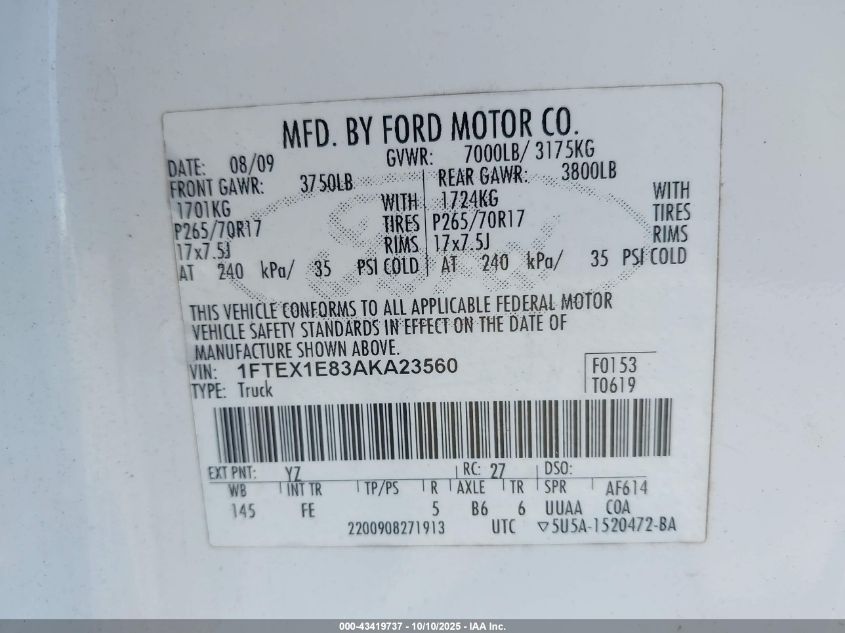 MFD. BY FORD MOTOR CO.
DATE: 08/09 GVWR: 7000LB/ 3175KG
FRONT GAWR: 3750LB REAR GAWR: 3800LB
1701KG WITH 1724KG WITH
P265/70R17 TIRES P265/70R17 TIRES
17x7.5J RIMS 17x7.5J RIMS
AT 240 kPa/ 35 PSI COLD AT 240 kPa/ 35 PSI COLD
THIS VEHICLE CONFORMS TO ALL APPLICABLE FEDERAL MOTOR
VEHICLE SAFETY STANDARDS IN EFFECT ON THE DATE OF
MANUFACTURE SHOWN ABOVE.
VIN: 1FTEX1E83AKA23560 F0153
TYPE: Truck T0619
EXT PNT: YZ RC: 27 DSO:
WB INT TR TP/PS R AXLE TR SPR AF614
145 FE 5 B6 6 UUAA COA
2200908271913 UTC ▽5U5A-1520472-BA
000-43419737 - 10/10/2025 - IAA Inc.